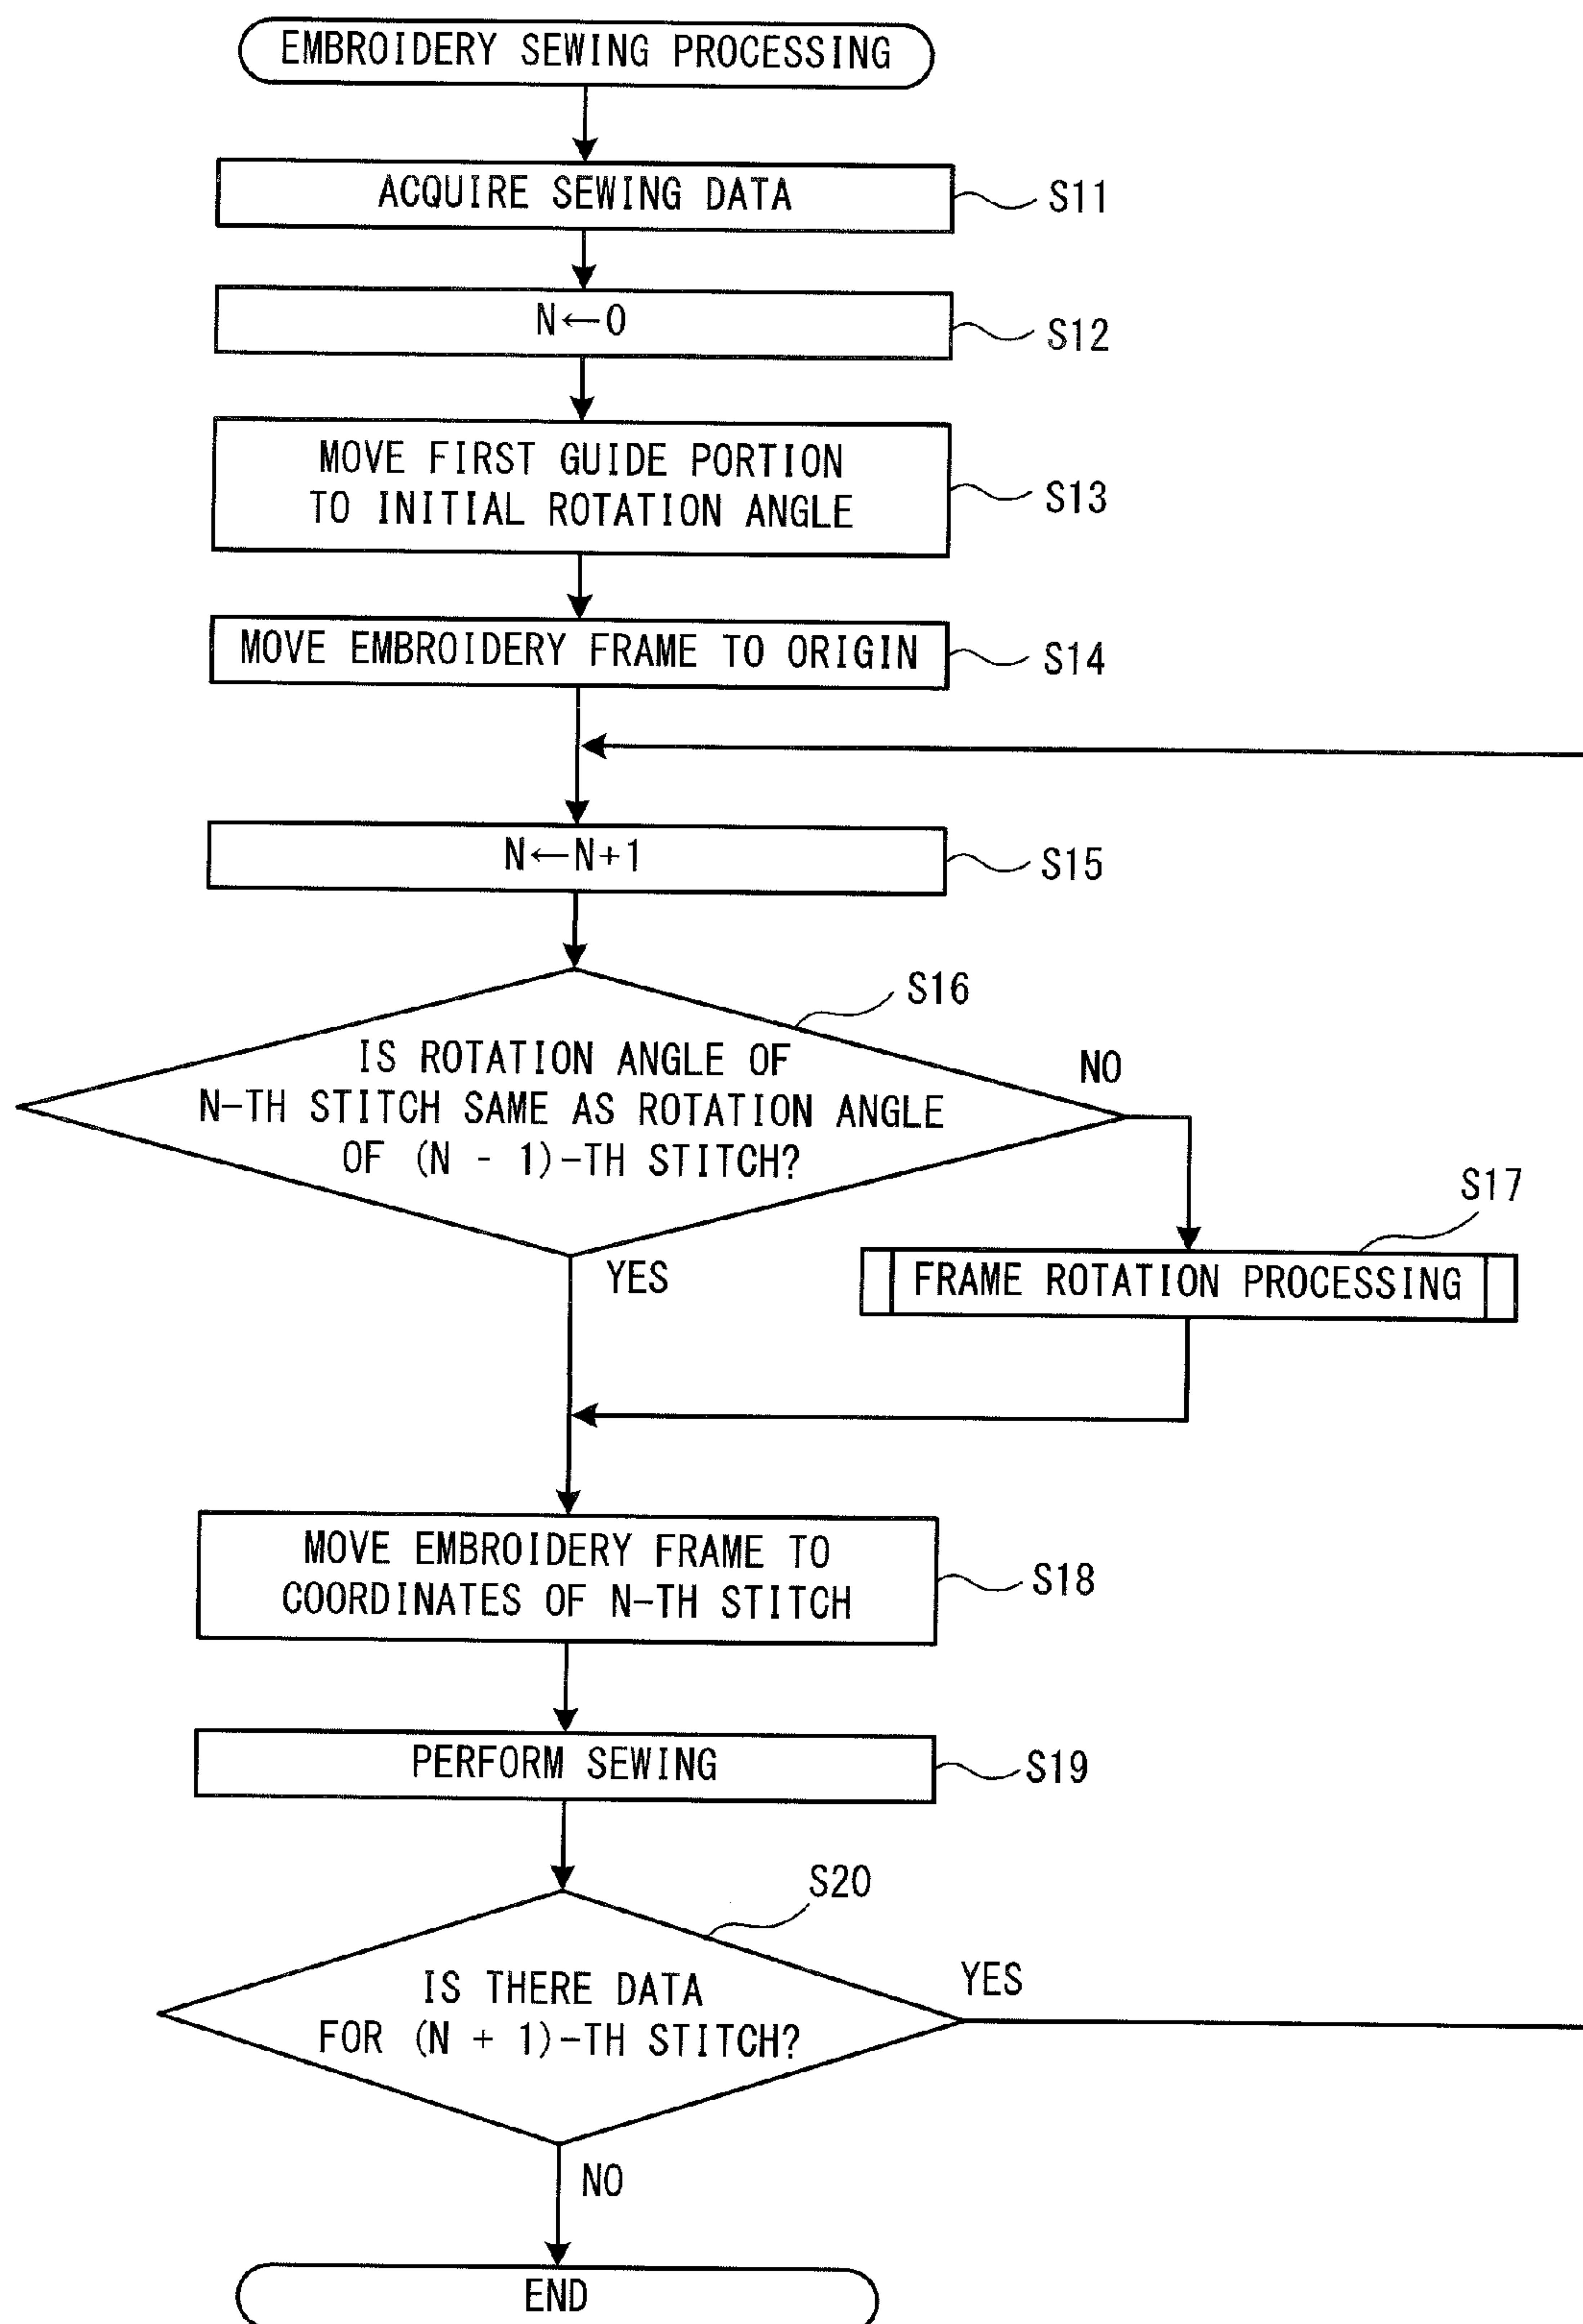 EMBROIDERY SEWING PROCESSING
ACQUIRE SEWING DATA
S11
N←0
S12
MOVE FIRST GUIDE PORTION
TO INITIAL ROTATION ANGLE
S13
MOVE EMBROIDERY FRAME TO ORIGIN
S14
N←N+1
S15
S16
IS ROTATION ANGLE OF
N-TH STITCH SAME AS ROTATION ANGLE
OF (N - 1)-TH STITCH?
NO
YES
S17
FRAME ROTATION PROCESSING
MOVE EMBROIDERY FRAME TO
COORDINATES OF N-TH STITCH
S18
PERFORM SEWING
S19
S20
IS THERE DATA
FOR (N + 1)-TH STITCH?
YES
NO
END